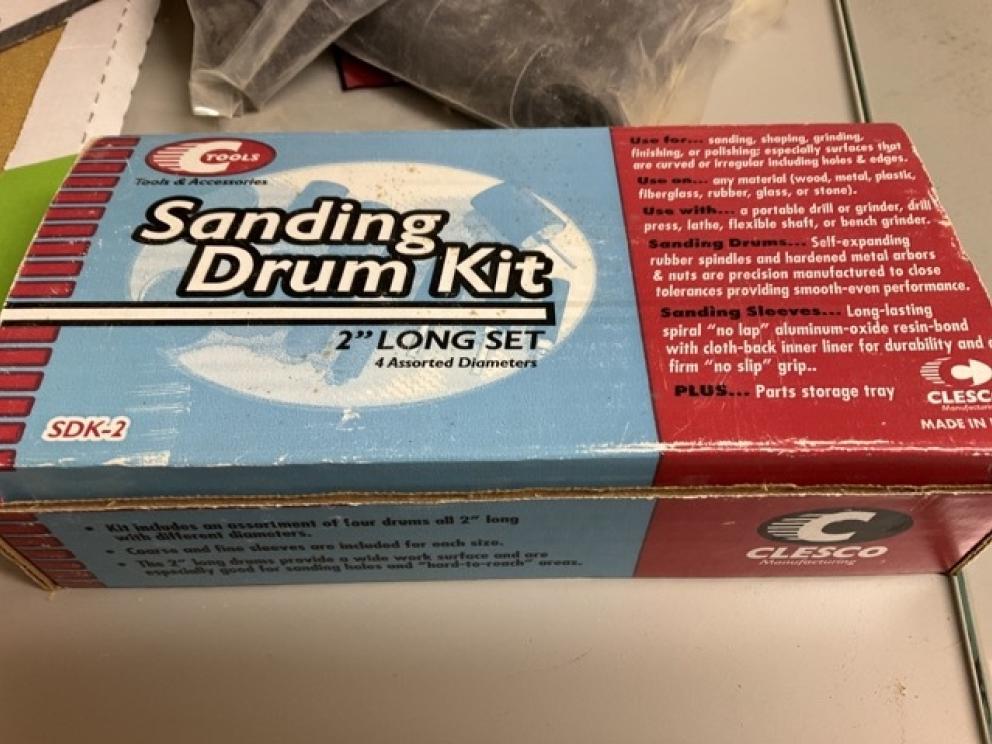 C TOOLS
Tools & Accessories
Sanding
Drum Kit
2" LONG SET
4 Assorted Diameters
SDK-2
Use for... sanding, shaping, grinding,
finishing, or polishing; especially surfaces that
are curved or irregular including holes & edges.
Use on... any material (wood, metal, plastic,
fiberglass, rubber, glass, or stone).
Use with... a portable drill or grinder, drill
press, lathe, flexible shaft, or bench grinder.
Sanding Drums... Self-expanding
rubber spindles and hardened metal arbors
& nuts are precision manufactured to close
tolerances providing smooth-even performance.
Sanding Sleeves... Long-lasting
spiral "no lap" aluminum-oxide resin-bond
with cloth-back inner liner for durability and
firm "no slip" grip..
PLUS... Parts storage tray
C
CLESC
Manufacturin
MADE IN
• Kit includes an assortment of four drums all 2" long
with different diameters.
• Coarse and fine sleeves are included for each size.
• The 2" long drums provide a wide work surface and are
especially good for sanding holes and "hard-to-reach" areas.
C
CLESCO
Manufacturing